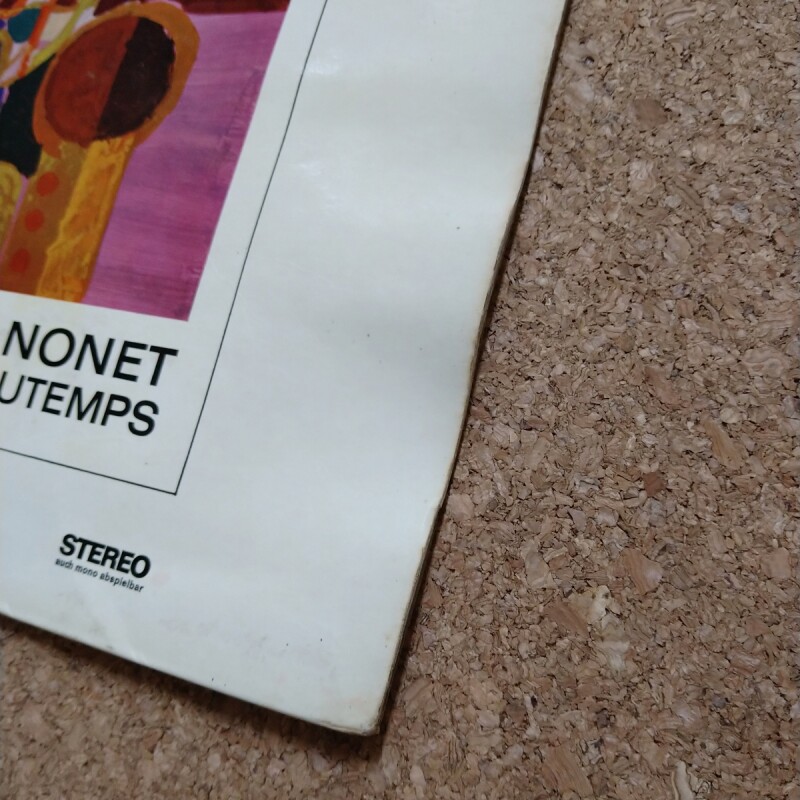 NONET
UTEMPS
STEREO
auch mono abspielbar